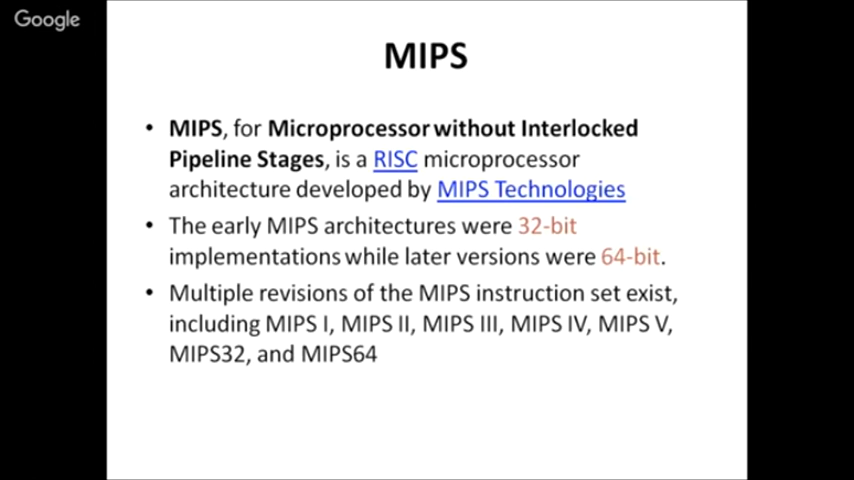 Google
MIPS
• MIPS, for Microprocessor without Interlocked
Pipeline Stages, is a RISC microprocessor
architecture developed by MIPS Technologies
• The early MIPS architectures were 32-bit
implementations while later versions were 64-bit.
• Multiple revisions of the MIPS instruction set exist,
including MIPS I, MIPS II, MIPS III, MIPS IV, MIPS V,
MIPS32, and MIPS64